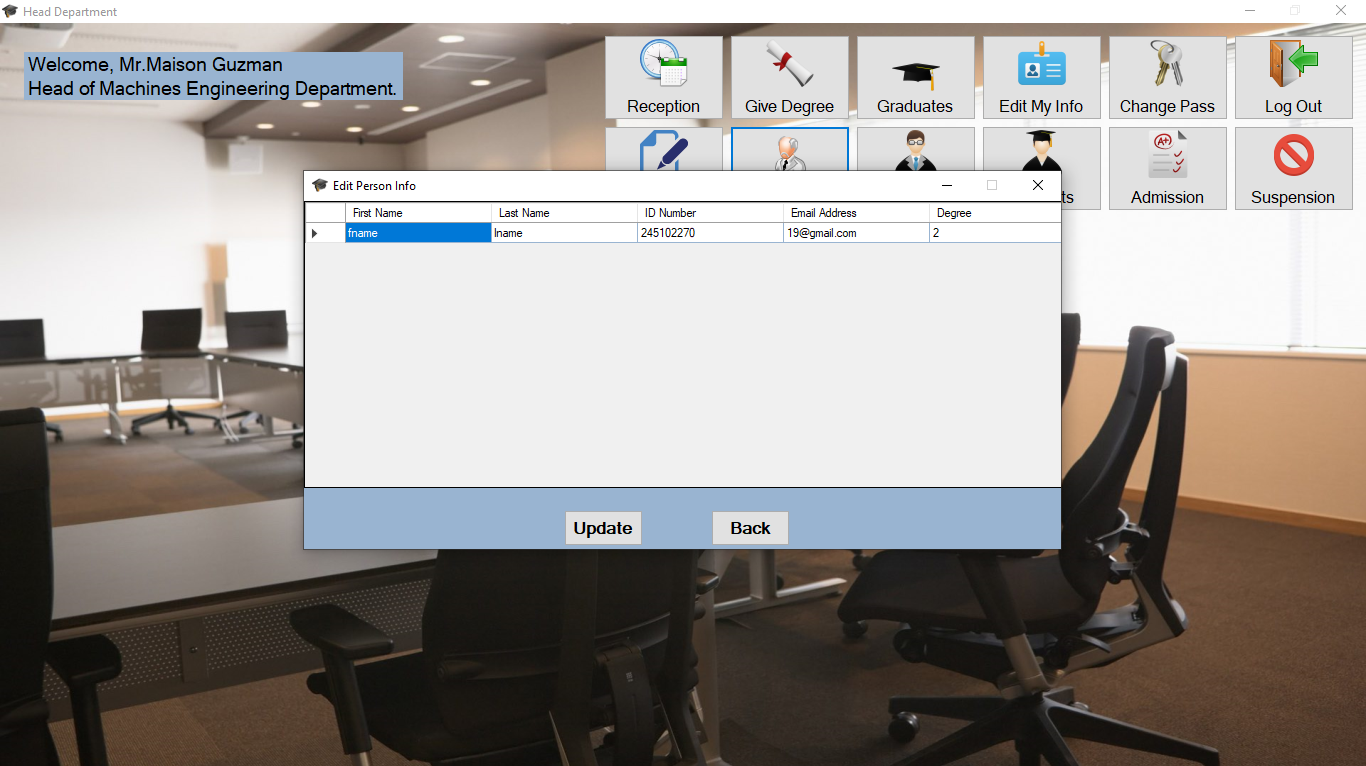 Head Department
Welcome, Mr.Maison Guzman
Head of Machines Engineering Department.
Reception
Give Degree
Graduates
Edit My Info
Change Pass
Log Out
ts
Admission
Suspension
A+
Edit Person Info
First Name Last Name ID Number Email Address Degree
fname lname 245102270 19@gmail.com 2
Update
Back